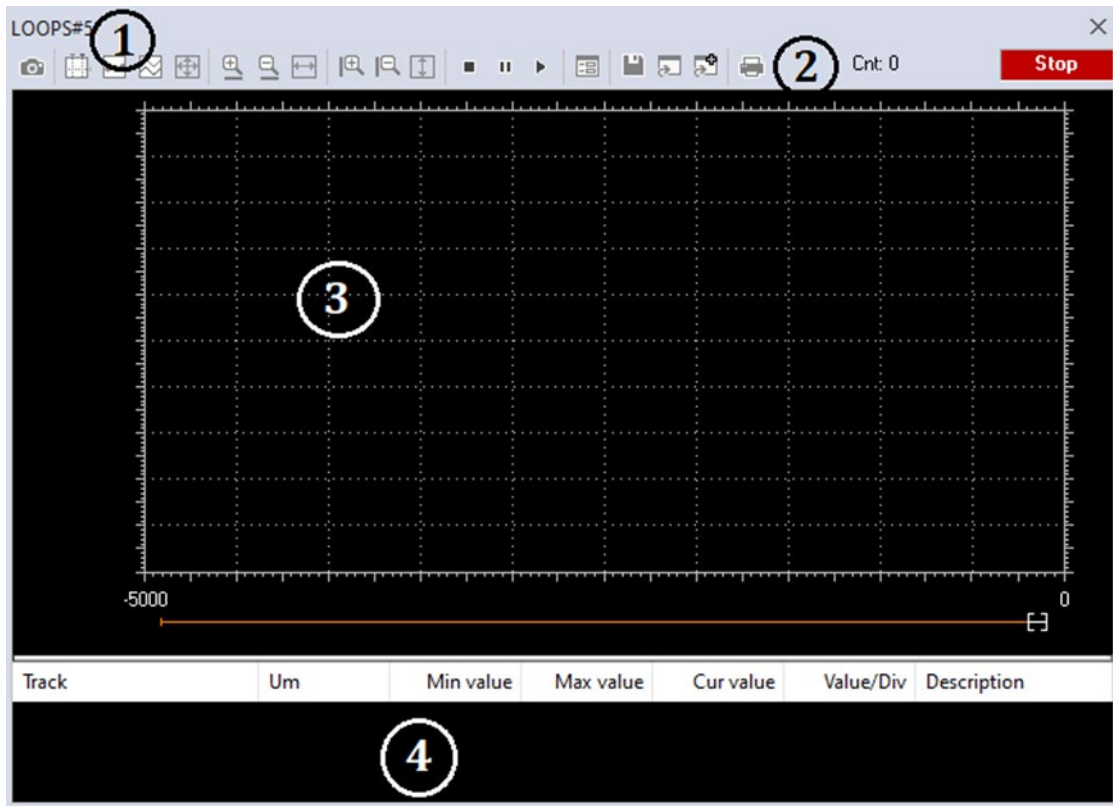 LOOPS#5
1
2
Cnt: 0
Stop
3
-5000
0
Track Um Min value Max value Cur value Value/Div Description
4